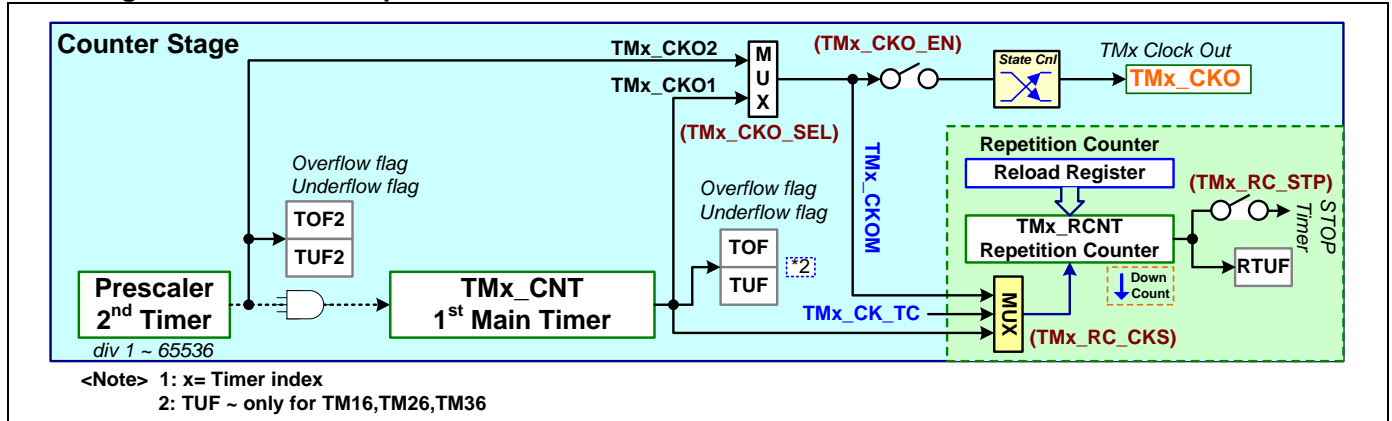 Counter Stage
TMx_CKO2
TMx_CKO1
M
U
X
(TMx_CKO_SEL)
(TMx_CKO_EN)
State Cnl
TMx Clock Out
TMx_CKO
Overflow flag
Underflow flag
TOF2
TUF2
Overflow flag
Underflow flag
TOF
TUF
*2
TMx_CKOM
Repetition Counter
Reload Register
(TMx_RC_STP)
TMx_RCNT
Repetition Counter
STOP
Timer
RTUF
Down
Count
Prescaler
2nd Timer
div 1 ~ 65536
TMx_CNT
1st Main Timer
TMx_CK_TC
MUX
(TMx_RC_CKS)
<Note> 1: x= Timer index
2: TUF ~ only for TM16,TM26,TM36